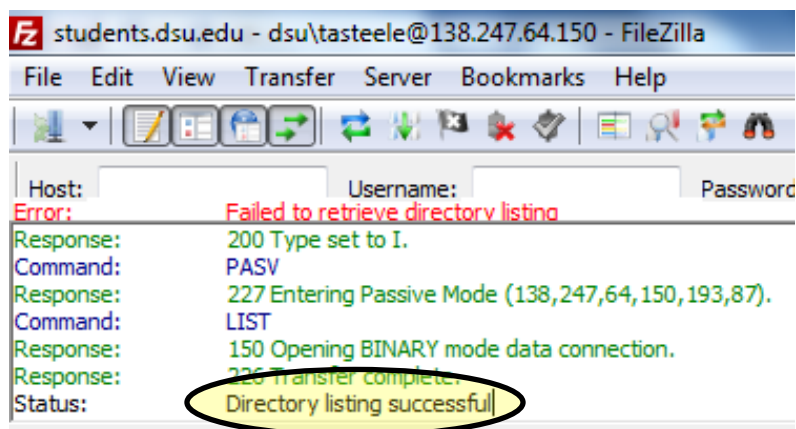 students.dsu.edu - dsu\tasteele@138.247.64.150 - FileZilla
File Edit View Transfer Server Bookmarks Help
Host: Username: Password
Error: Failed to retrieve directory listing
Response: 200 Type set to I.
Command: PASV
Response: 227 Entering Passive Mode (138,247,64,150,193,87).
Command: LIST
Response: 150 Opening BINARY mode data connection.
Response: 226 Transfer complete.
Status: Directory listing successful